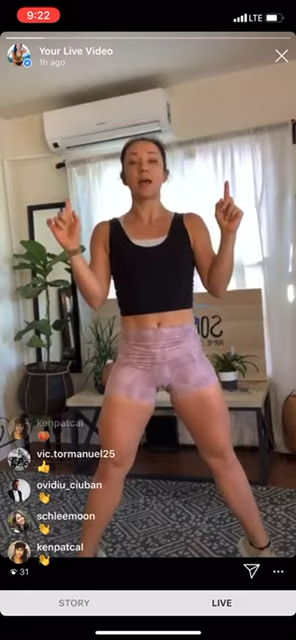 9:22
LTE
Your Live Video
1h ago
kenpatcal
vic.tormanuel25
ovidiu_ciuban
schleemoon
kenpatcal
31
STORY
LIVE